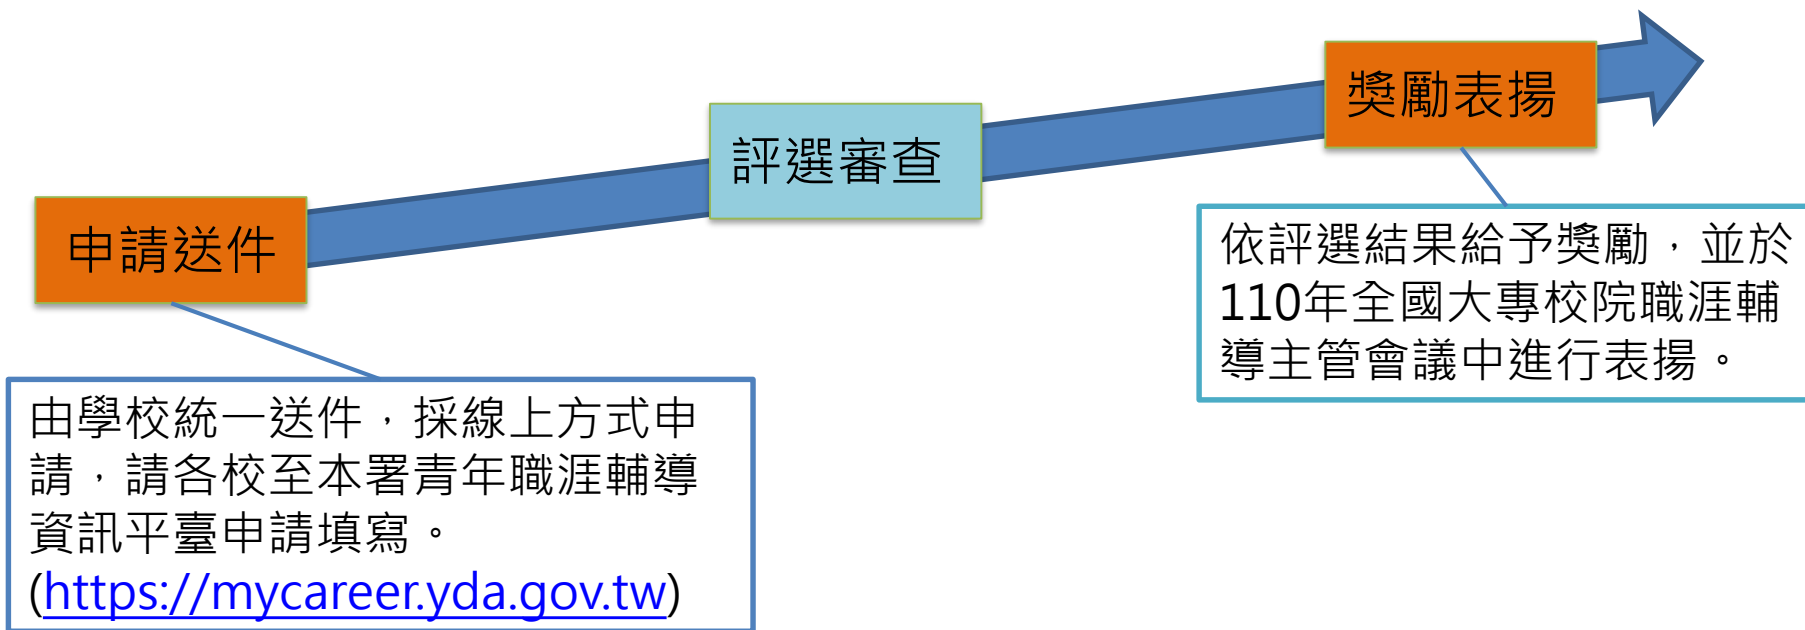 申請送件
評選審查
獎勵表揚
由學校統一送件，採線上方式申
請，請各校至本署青年職涯輔導
資訊平臺申請填寫。
(https://mycareer.yda.gov.tw)
依評選結果給予獎勵，並於
110年全國大專校院職涯輔
導主管會議中進行表揚。